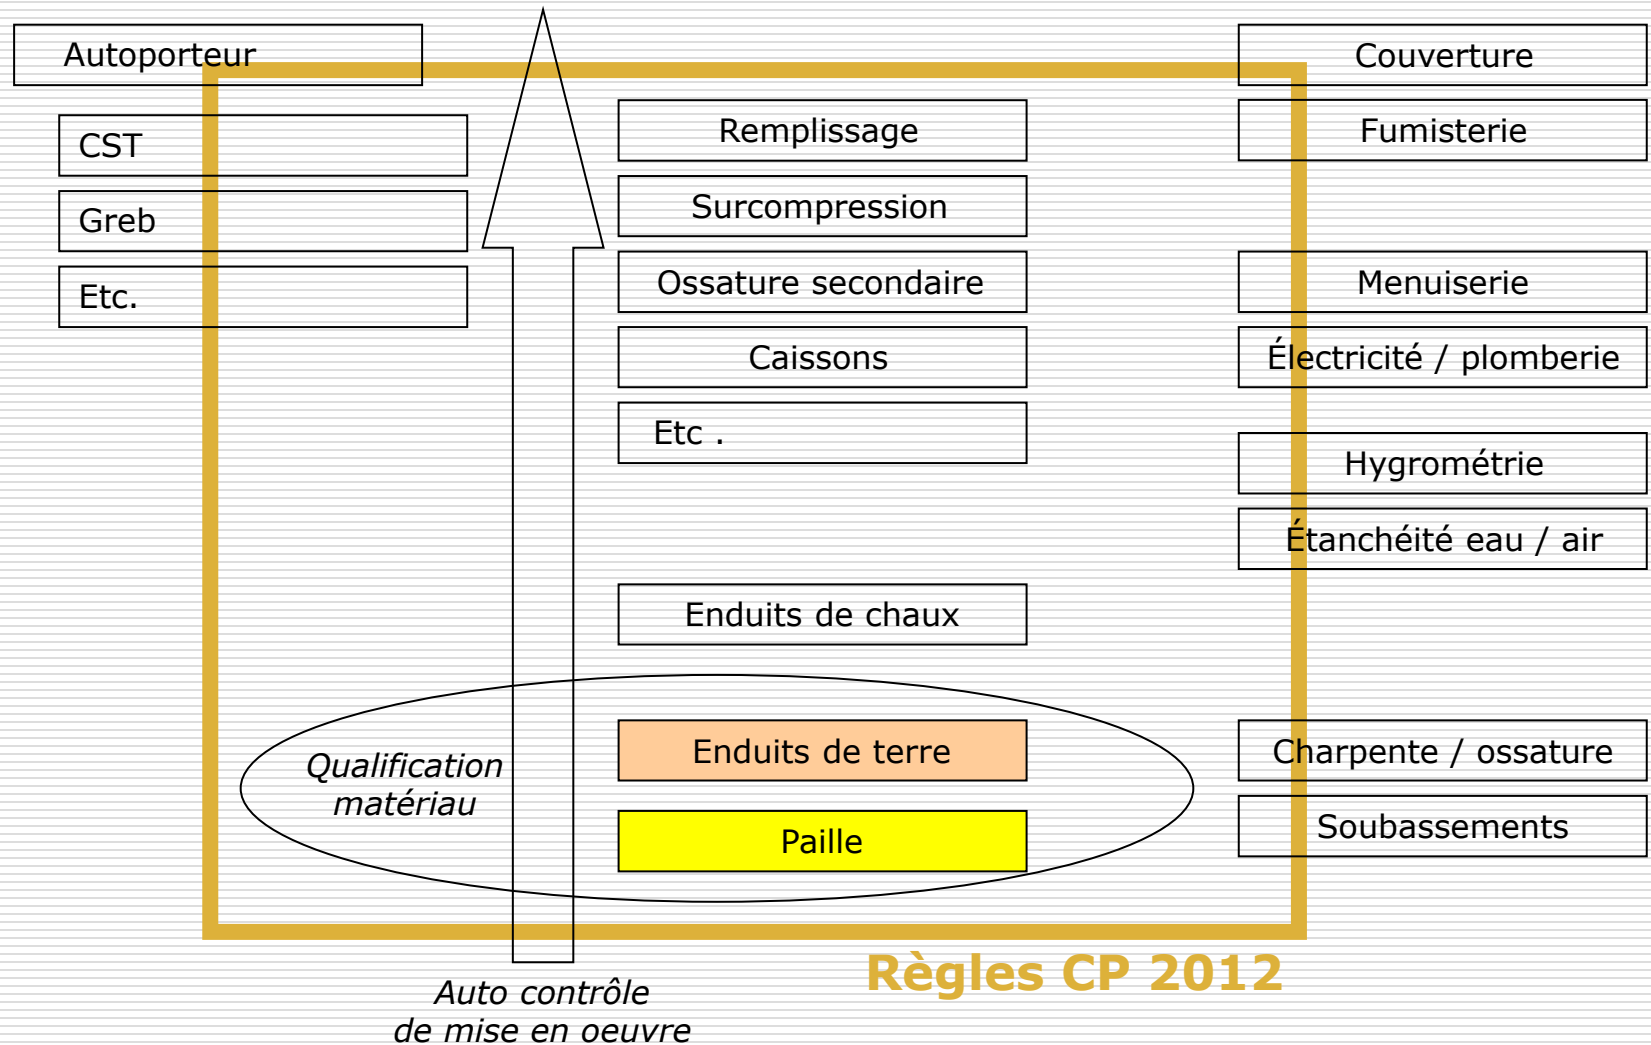 Autoporteur
CST
Greb
Etc.
Remplissage
Surcompression
Ossature secondaire
Caissons
Etc .
Enduits de chaux
Qualification
matériau
Enduits de terre
Paille
Couverture
Fumisterie
Menuiserie
Électricité / plomberie
Hygrométrie
Étanchéité eau / air
Charpente / ossature
Soubassements
Règles CP 2012
Auto contrôle
de mise en oeuvre